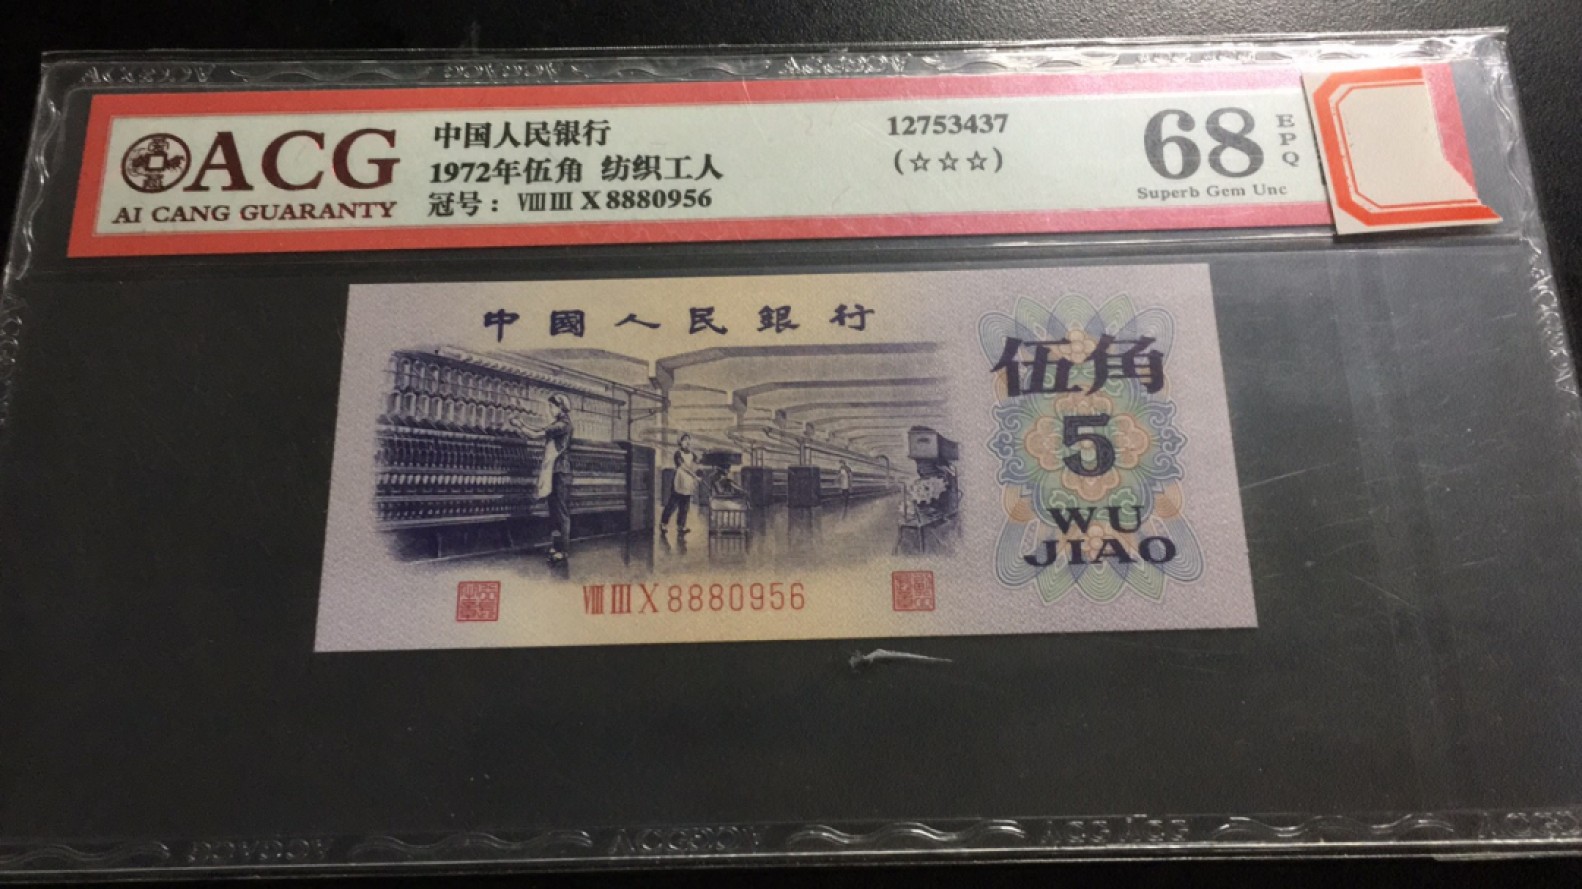 ACG
AI CANG GUARANTY
中国人民银行
1972年伍角 纺织工人
冠号：ⅧⅢⅩ8880956
12753437
(☆☆☆)
68
EPQ
Superb Gem Unc
中國人民銀行
伍角
5
WU
JIAO
ⅧⅢⅩ8880956